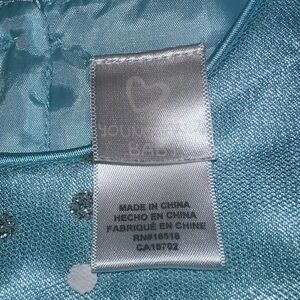 BABY
MADE IN CHINA
HECHO EN CHINA
FABRIQUÉ EN CHINE
RN#16518
CA16702